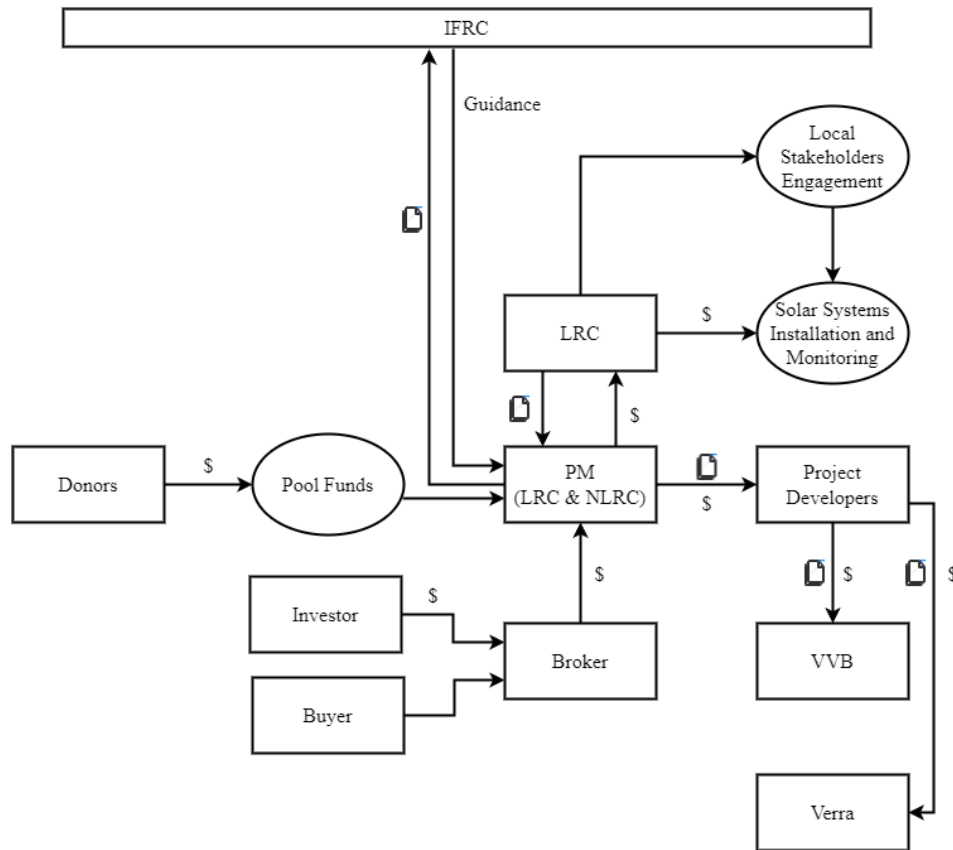 IFRC
Guidance
Local
Stakeholders
Engagement
LRC
$
Solar Systems
Installation and
Monitoring
$
Donors
$
Pool Funds
PM
(LRC & NLRC)
$
Project
Developers
Investor
$
$
$
$
Broker
VVB
Buyer
Verra